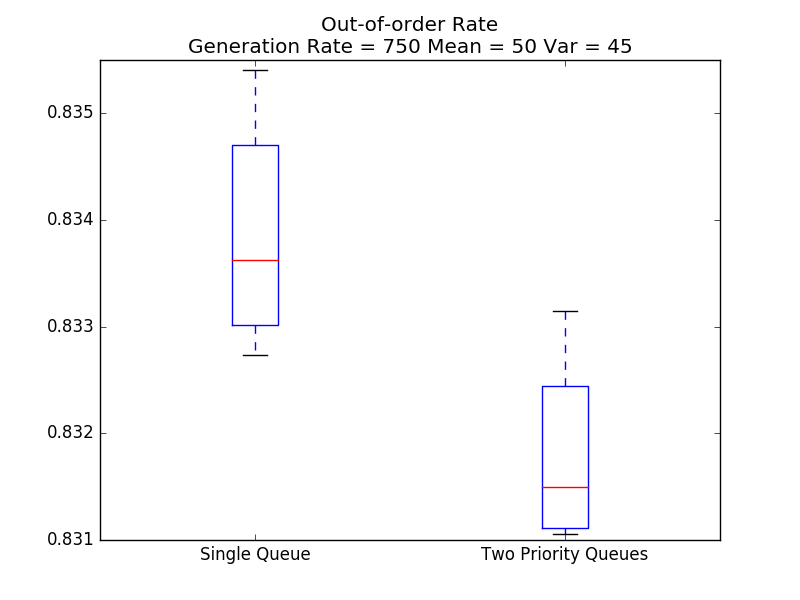 Out-of-order Rate
Generation Rate = 750 Mean = 50 Var = 45
0.835
0.834
0.833
0.832
0.831
Single Queue
Two Priority Queues